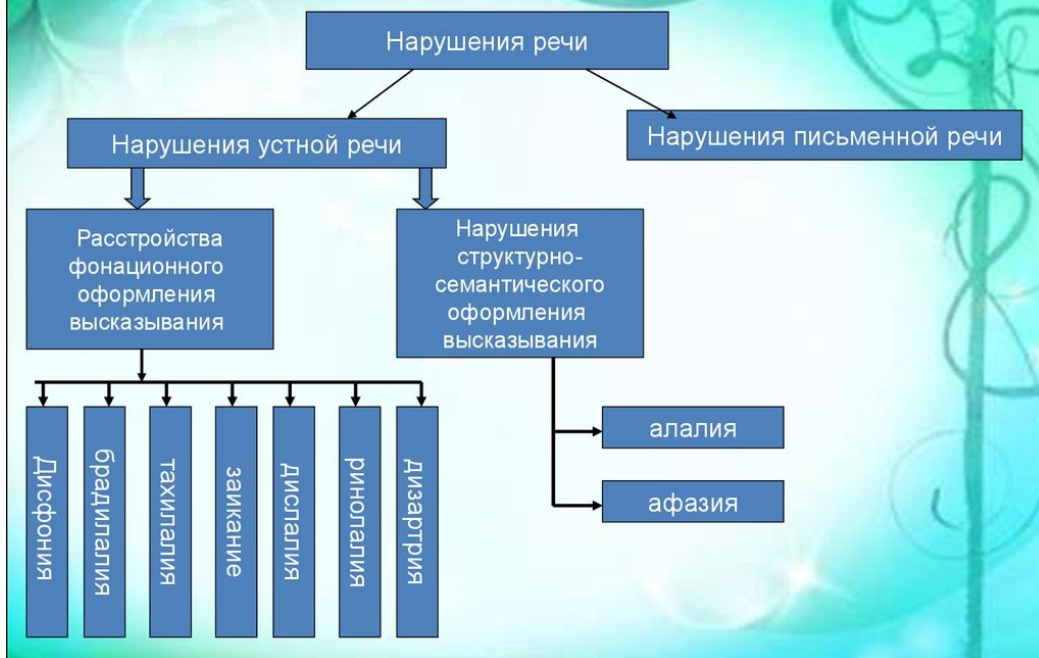 Нарушения речи
Нарушения устной речи
Нарушения письменной речи
Расстройства
фонационного
оформления
высказывания
Нарушения
структурно-
семантического
оформления
высказывания
Дисфония
брадилалия
тахилалия
заикание
дислалия
ринолалия
дизартрия
алалия
афазия